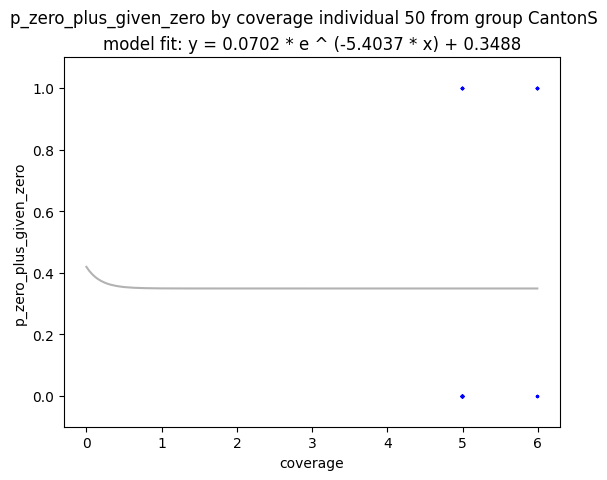 p_zero_plus_given_zero by coverage individual 50 from group CantonS
model fit: y = 0.0702 * e ^ (-5.4037 * x) + 0.3488
p_zero_plus_given_zero
1.0
0.8
0.6
0.4
0.2
0.0
0 1 2 3 4 5 6
coverage